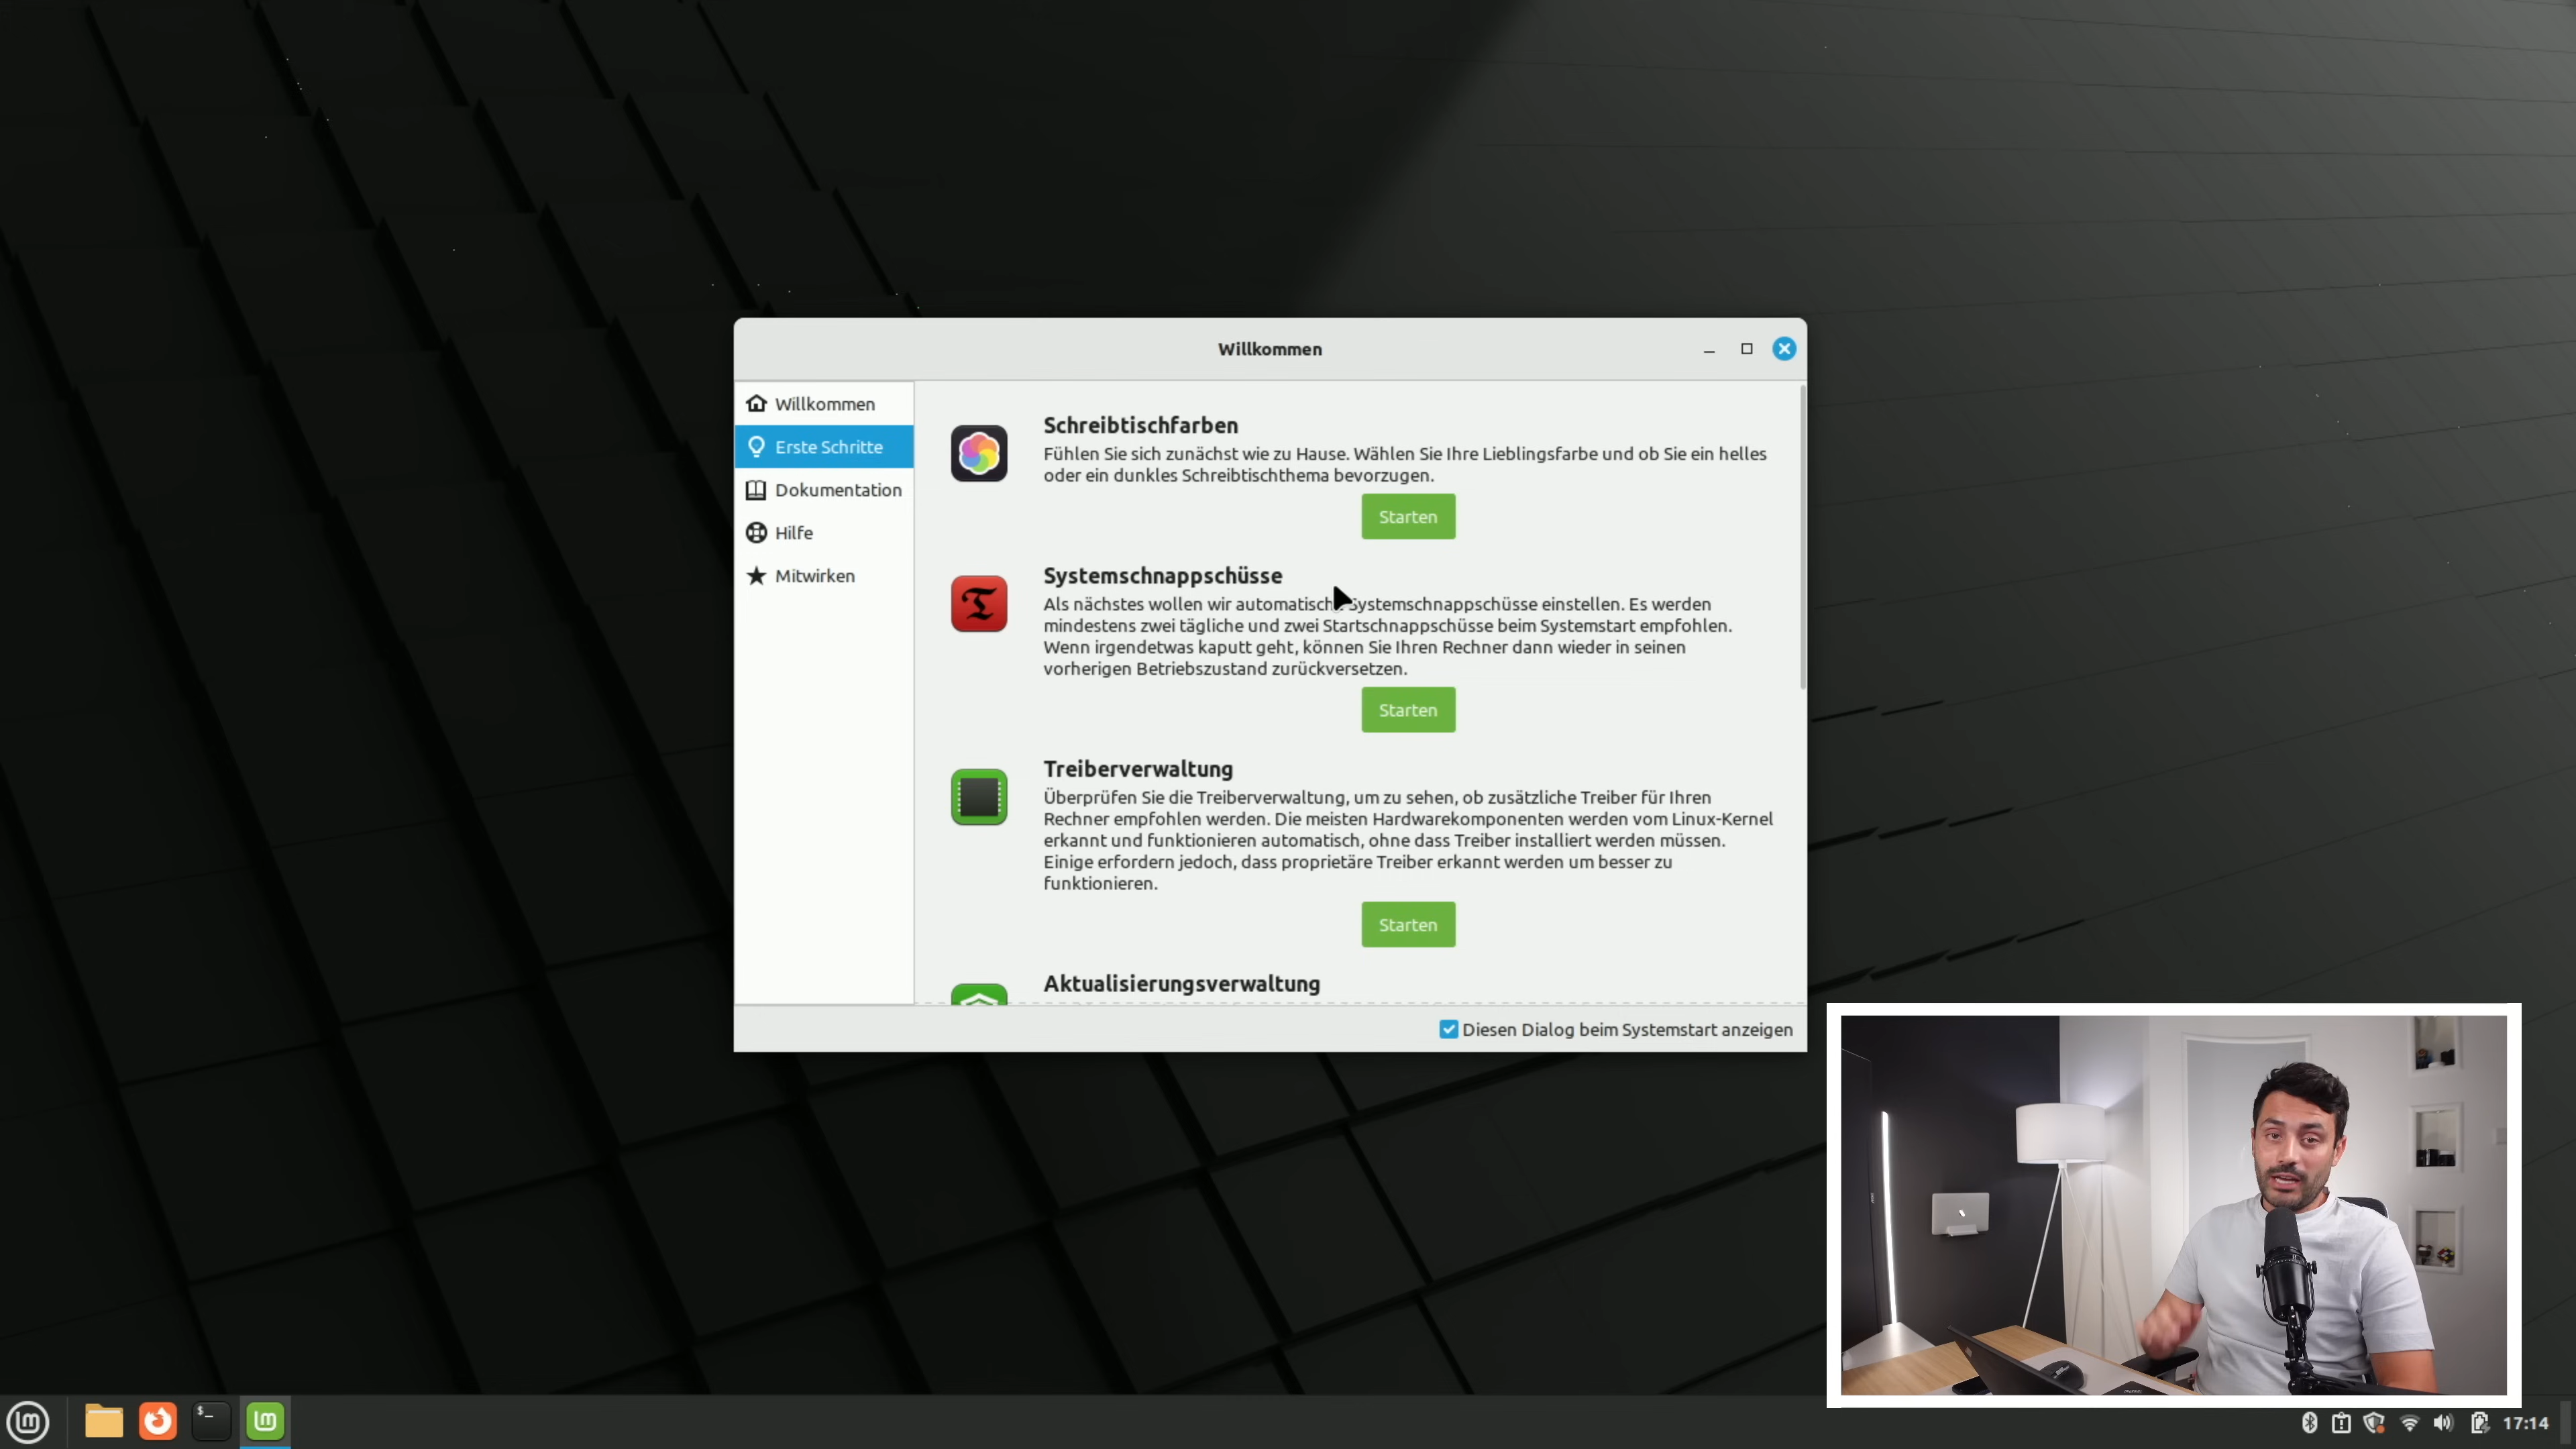 Willkommen
Willkommen
Erste Schritte
Dokumentation
Hilfe
Mitwirken
Schreibtischfarben
Fühlen Sie sich zunächst wie zu Hause. Wählen Sie Ihre Lieblingsfarbe und ob Sie ein helles
oder ein dunkles Schreibtischthema bevorzugen.
Starten
Systemschnappschüsse
Als nächstes wollen wir automatische Systemschnappschüsse einstellen. Es werden
mindestens zwei tägliche und zwei Startschnappschüsse beim Systemstart empfohlen.
Wenn irgendetwas kaputt geht, können Sie Ihren Rechner dann wieder in seinen
vorherigen Betriebszustand zurückversetzen.
Starten
Treiberverwaltung
Überprüfen Sie die Treiberverwaltung, um zu sehen, ob zusätzliche Treiber für Ihren
Rechner empfohlen werden. Die meisten Hardwarekomponenten werden vom Linux-Kernel
erkannt und funktionieren automatisch, ohne dass Treiber installiert werden müssen.
Einige erfordern jedoch, dass proprietäre Treiber erkannt werden um besser zu
funktionieren.
Starten
Aktualisierungsverwaltung
Diesen Dialog beim Systemstart anzeigen
$_
17:14